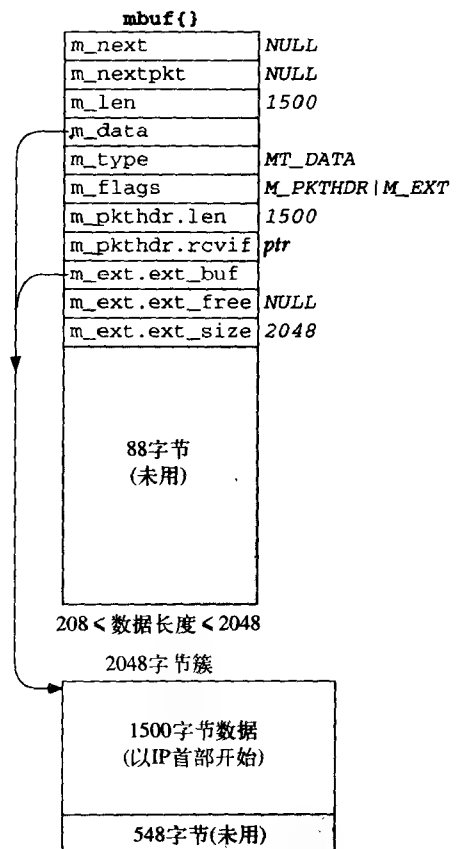 mbuf{}
m_next NULL
m_nextpkt NULL
m_len 1500
m_data
m_type MT_DATA
m_flags M_PKTHDR|M_EXT
m_pkthdr.len 1500
m_pkthdr.rcvif ptr
m_ext.ext_buf
m_ext.ext_free NULL
m_ext.ext_size 2048
88字节
(未用)
208≤数据长度≤2048
2048字节簇
1500字节数据
(以IP首部开始)
548字节(未用)